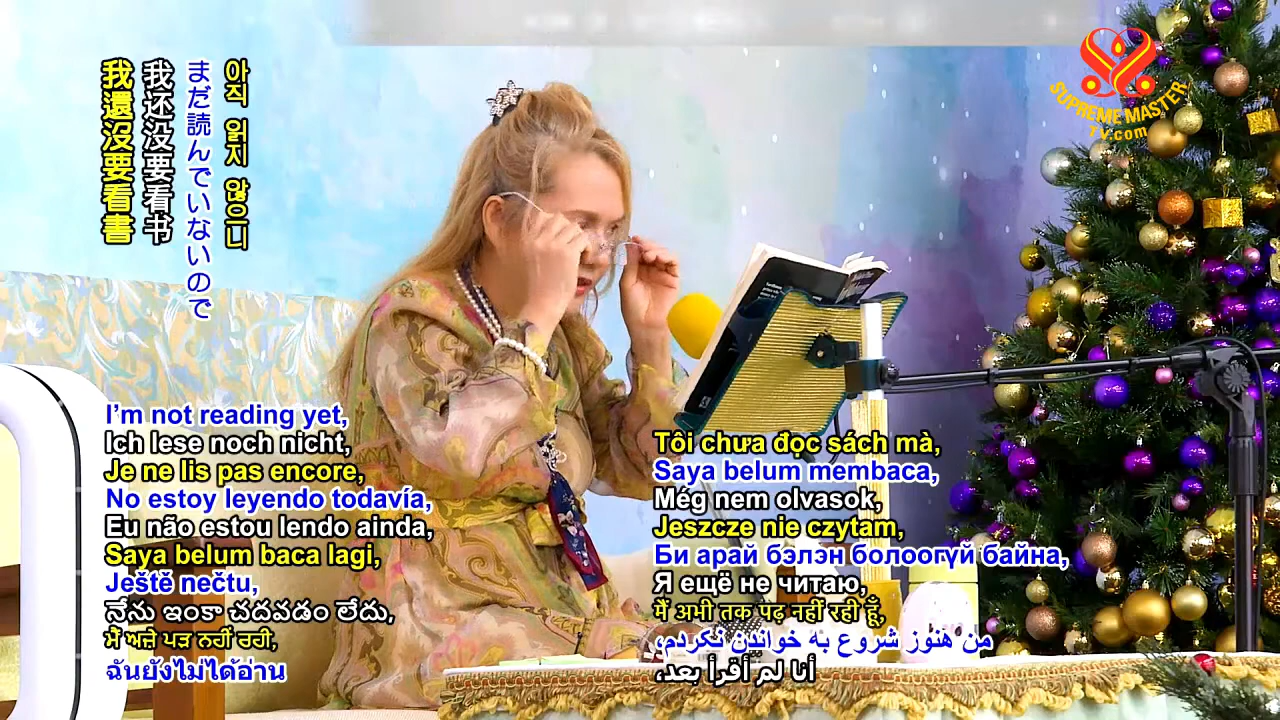 SUPREME MASTER
TV.com
我還沒要看書
我还没要看书
まだ読んでいないので
아직 읽지 않으니
I'm not reading yet,
Ich lese noch nicht,
Je ne lis pas encore,
No estoy leyendo todavía,
Eu não estou lendo ainda,
Saya belum baca lagi,
Ještě nečtu,
నేను ఇంకా చదవడం లేదు,
ਮੈਂ ਅਜੇ ਪੜ ਨਹੀਂ ਰਹੀ,
ฉันยังไม่ได้อ่าน
Tôi chưa đọc sách mà,
Saya belum membaca,
Még nem olvasok,
Jeszcze nie czytam,
Би арай бэлэн болоогүй байна,
Я ещё не читаю,
मैं अभी तक पढ़ नहीं रही हूँ,
من هنوز شروع به خواندن نکردم،
أنا لم أقرأ بعد،